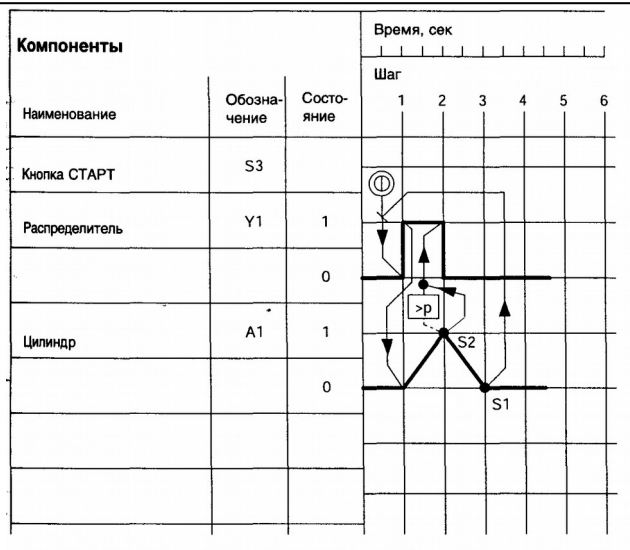 Компоненты
Время, сек
Шаг
Наименование
Обозна-
чение
Состо-
яние
1 2 3 4 5 6
Кнопка СТАРТ
S3
Распределитель
Y1
1
0
>p
Цилиндр
A1
1
S2
0
S1